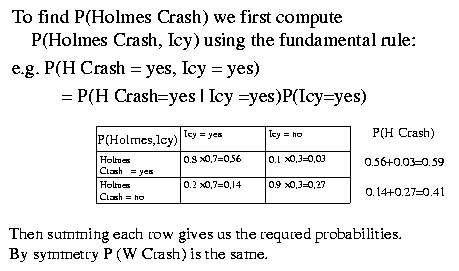 To find P(Holmes Crash) we first compute
P(Holmes Crash, Icy) using the fundamental rule:
e.g. P(H Crash = yes, Icy = yes)
= P(H Crash=yes | Icy =yes)P(Icy=yes)
P(Holmes,Icy) Icy = yes Icy = no P(H Crash)
Holmes
Crash = yes 0.8 ×0,7=0,56 0.1 ×0,3=0,03 0.56+0.03=0.59
Holmes
Crash = no 0.2 ×0,7=0,14 0.9 ×0,3=0,27 0.14+0.27=0.41
Then summing each row gives us the requred probabilities.
By symmetry P (W Crash) is the same.